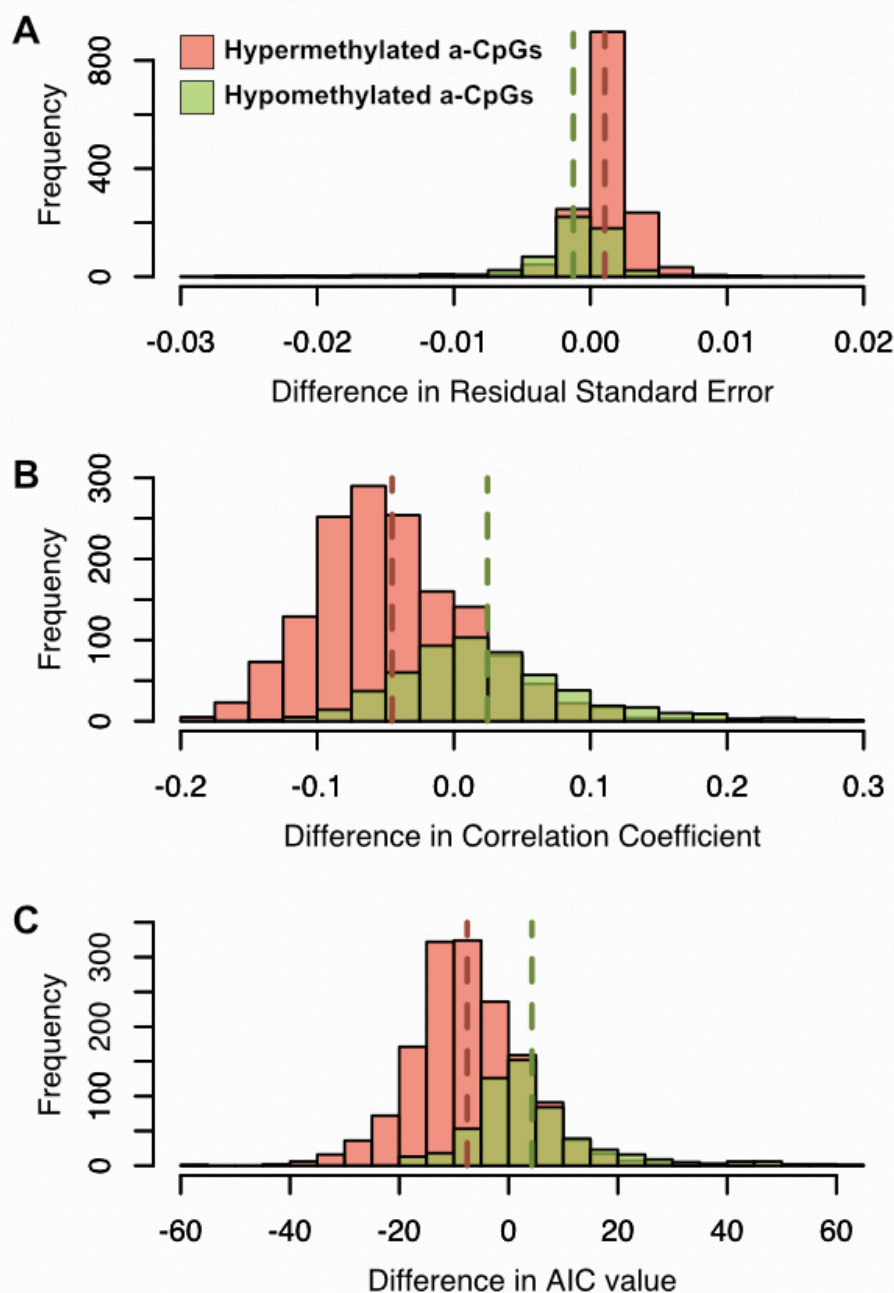 A
Hypermethylated a-CpGs
Hypomethylated a-CpGs
Frequency
800
400
0
-0.03 -0.02 -0.01 0.00 0.01 0.02
Difference in Residual Standard Error
B
Frequency
300
200
100
0
-0.2 -0.1 0.0 0.1 0.2 0.3
Difference in Correlation Coefficient
C
Frequency
300
200
100
0
-60 -40 -20 0 20 40 60
Difference in AIC value